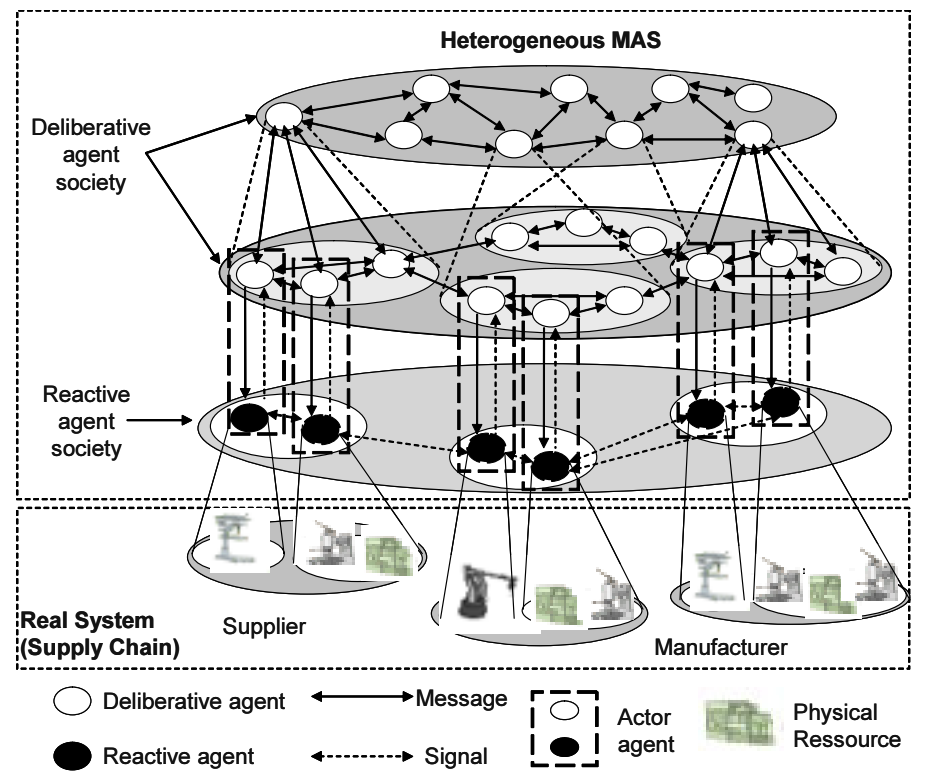 Heterogeneous MAS
Deliberative
agent
society
Reactive
agent
society
Real System
(Supply Chain)
Supplier
Manufacturer
Deliberative agent
Message
Actor
agent
Physical
Ressource
Reactive agent
Signal